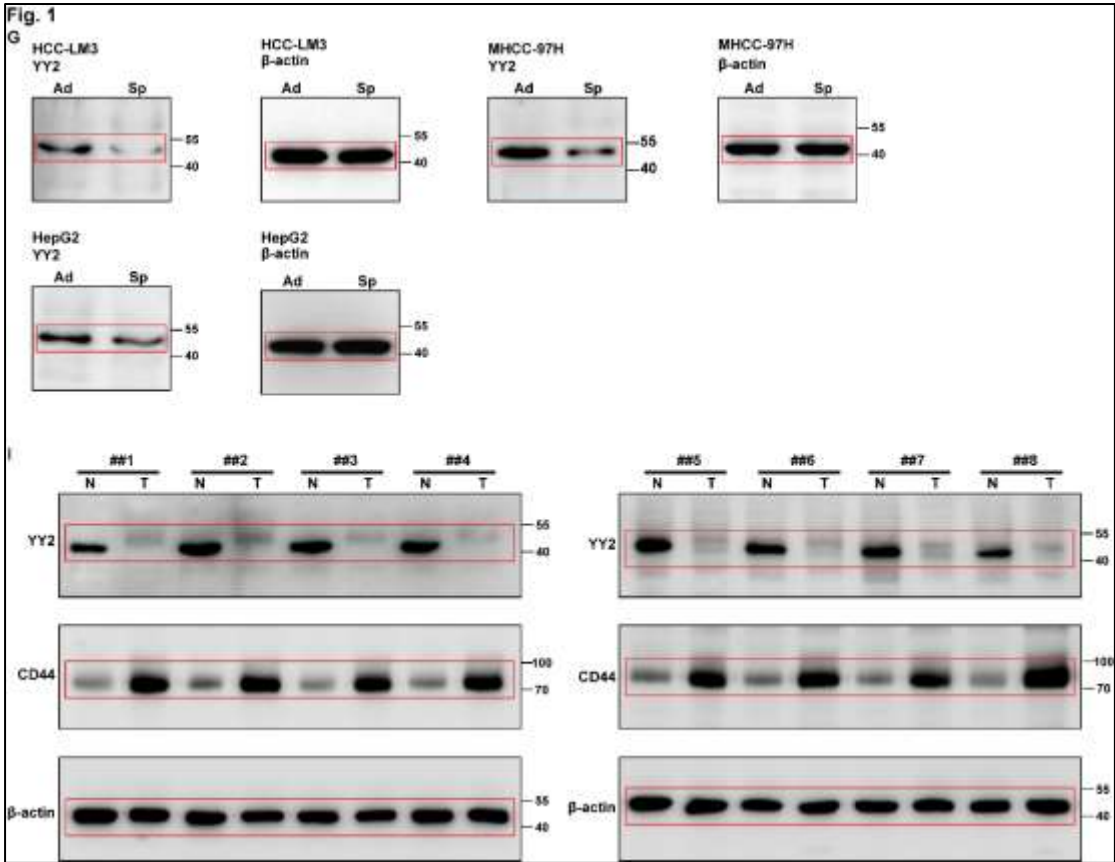 Fig. 1
G
HCC-LM3
YY2
Ad Sp
55
40
HCC-LM3
β-actin
Ad Sp
55
40
MHCC-97H
YY2
Ad Sp
55
40
MHCC-97H
β-actin
Ad Sp
55
40
HepG2
YY2
Ad Sp
55
40
HepG2
β-actin
Ad Sp
55
40
I
##1 ##2 ##3 ##4
N T N T N T N T
YY2
55
40
CD44
100
70
β-actin
55
40
##5 ##6 ##7 ##8
N T N T N T N T
YY2
55
40
CD44
100
70
β-actin
55
40